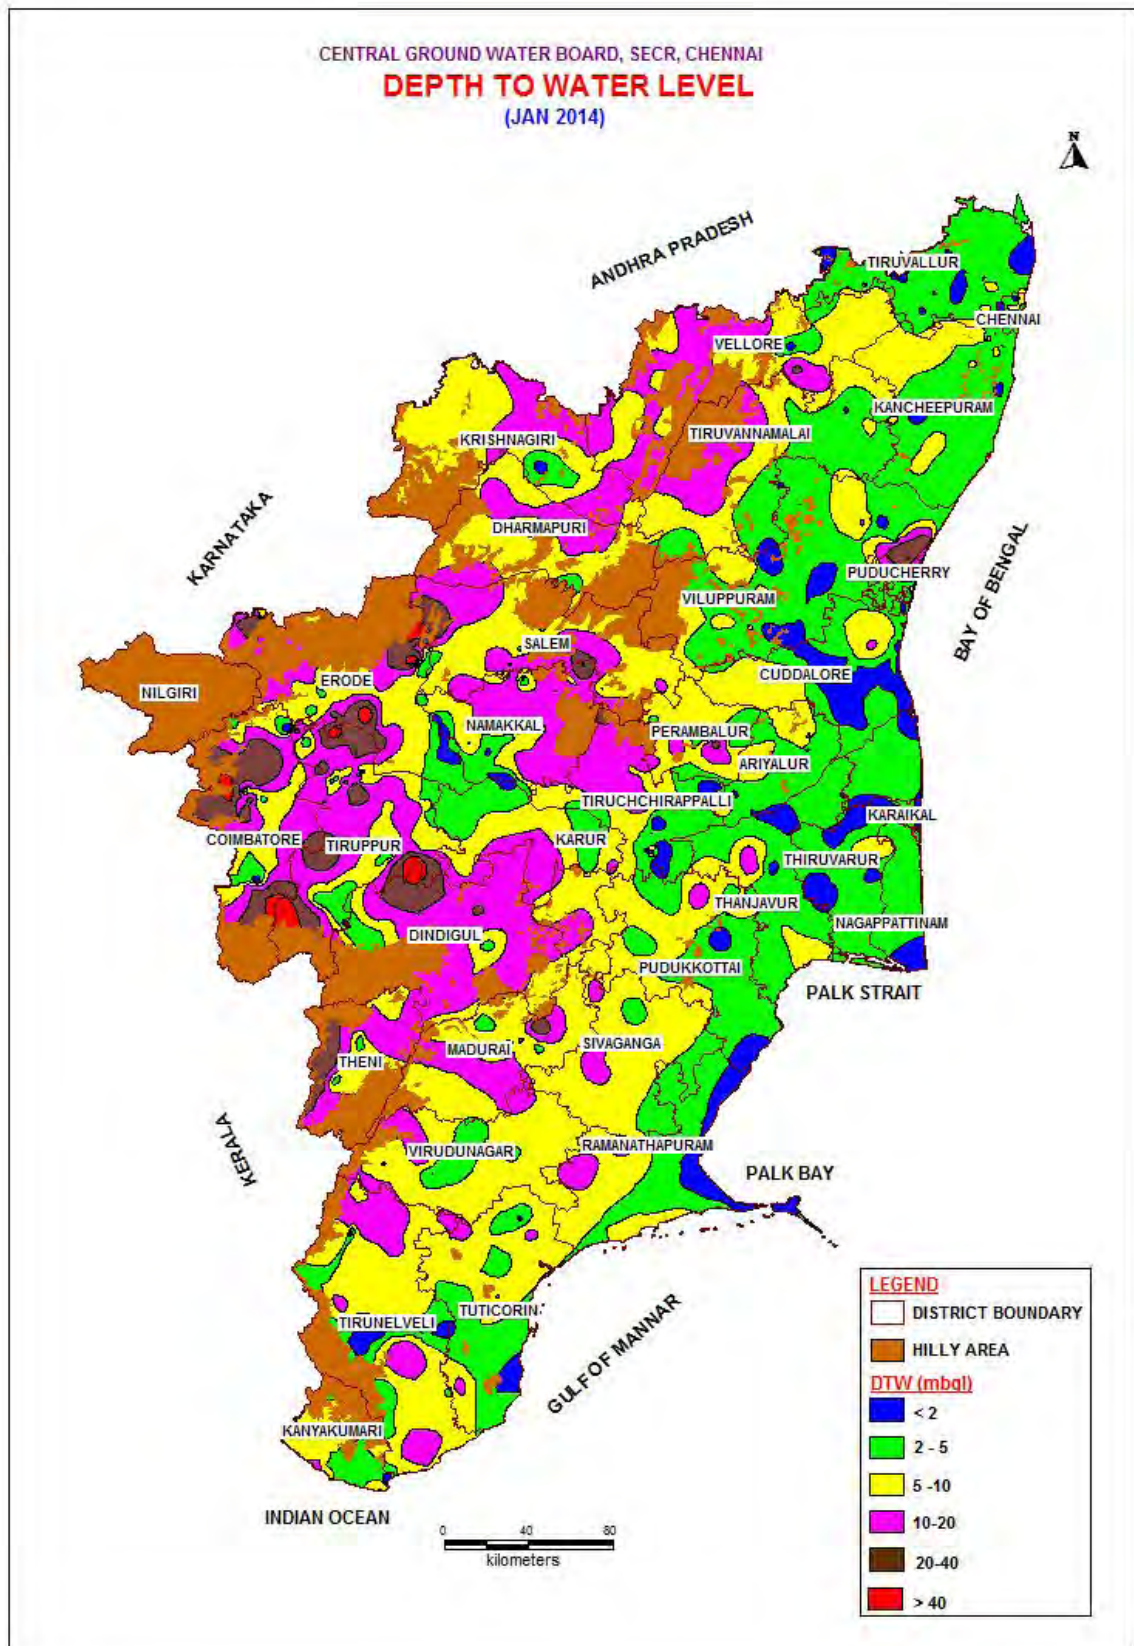 CENTRAL GROUND WATER BOARD, SECR, CHENNAI
DEPTH TO WATER LEVEL
(JAN 2014)
N
ANDHRA PRADESH
TIRUVALLUR
CHENNAI
VELLORE
KANCHEEPURAM
TIRUVANNAMALAI
KRISHNAGIRI
KARNATAKA
DHARMAPURI
PUDUCHERRY
BAY OF BENGAL
VILUPPURAM
SALEM
CUDDALORE
ERODE
NILGIRI
NAMAKKAL
PERAMBALUR
ARIYALUR
TIRUCHCHIRAPPALLI
KARAIKAL
COIMBATORE
TIRUPPUR
KARUR
THIRUVARUR
THANJAVUR
NAGAPPATTINAM
DINDIGUL
PUDUKKOTTAI
PALK STRAIT
SIVAGANGA
MADURAI
THENI
KERALA
VIRUDUNAGAR
RAMANATHAPURAM
PALK BAY
TUTICORIN
TIRUNELVELI
GULF OF MANNAR
KANYAKUMARI
INDIAN OCEAN
0 40 80
kilometers
LEGEND
DISTRICT BOUNDARY
HILLY AREA
DTW (mbgl)
< 2
2 - 5
5 -10
10-20
20-40
> 40